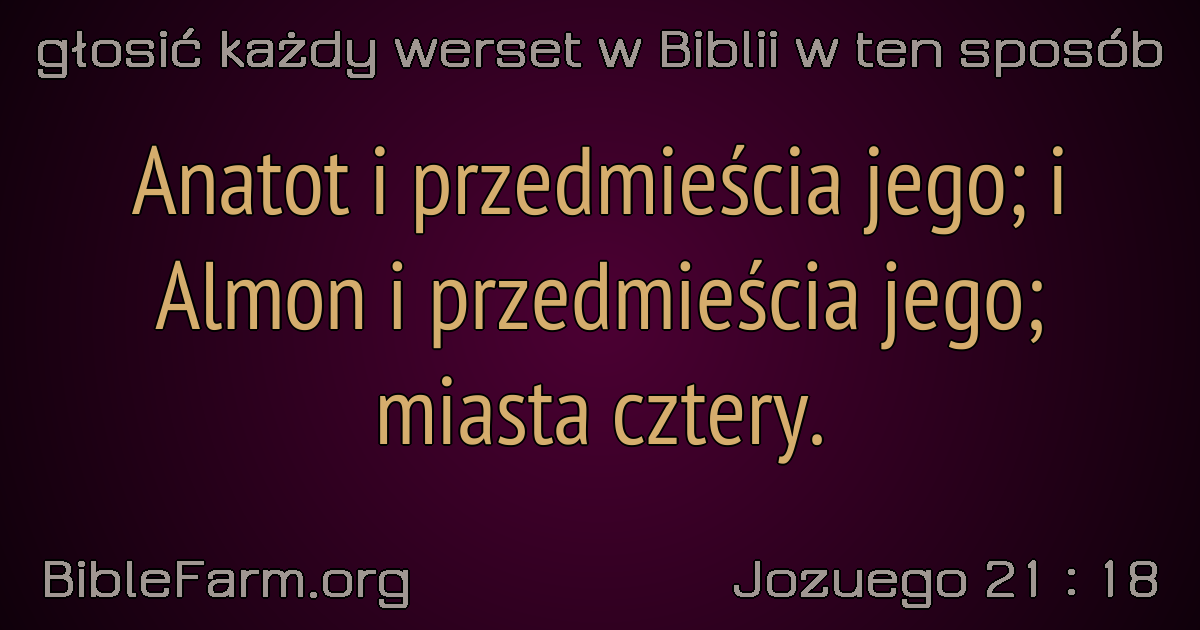 głosić każdy werset w Biblii w ten sposób
Anatot i przedmieścia jego; i
Almon i przedmieścia jego;
miasta cztery.
BibleFarm.org
Jozuego 21 : 18